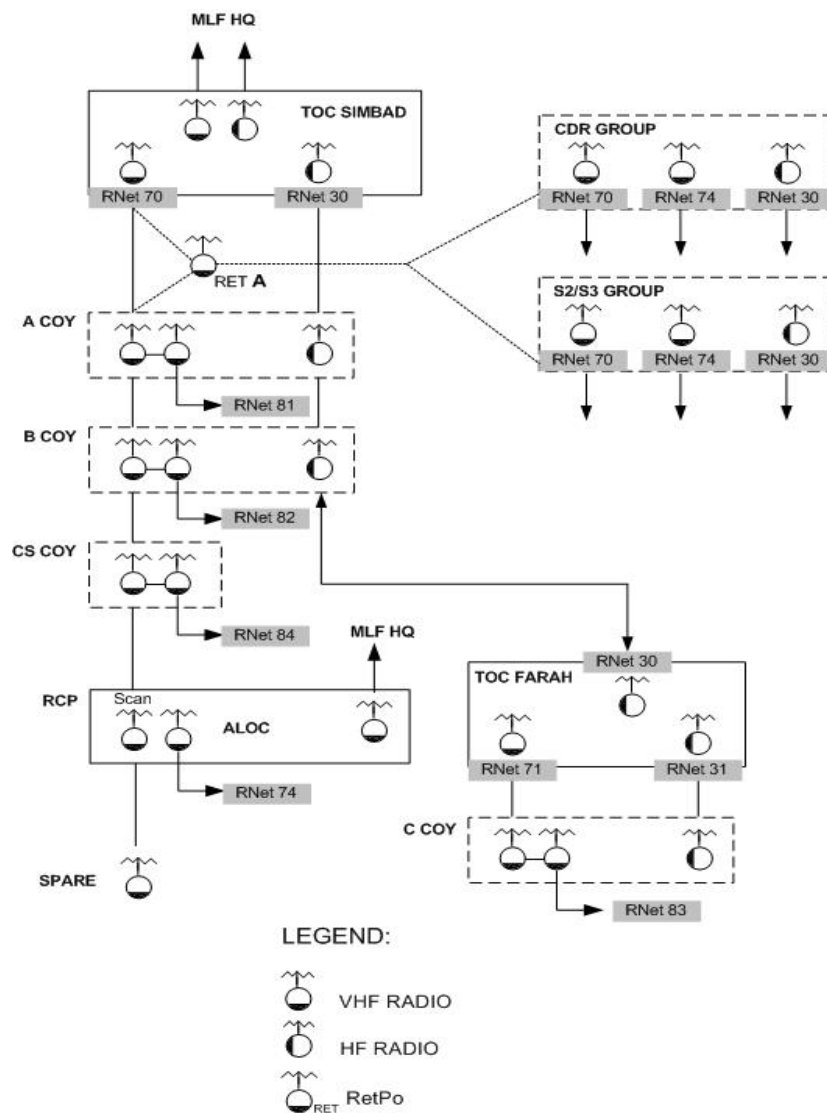 MLF HQ
TOC SIMBAD
RNet 70
RNet 30
CDR GROUP
RNet 70
RNet 74
RNet 30
RET A
S2/S3 GROUP
RNet 70
RNet 74
RNet 30
A COY
RNet 81
B COY
RNet 82
CS COY
RNet 84
MLF HQ
RCP
Scan
ALOC
RNet 74
SPARE
RNet 30
TOC FARAH
RNet 71
RNet 31
C COY
RNet 83
LEGEND:
VHF RADIO
HF RADIO
RET RetPo